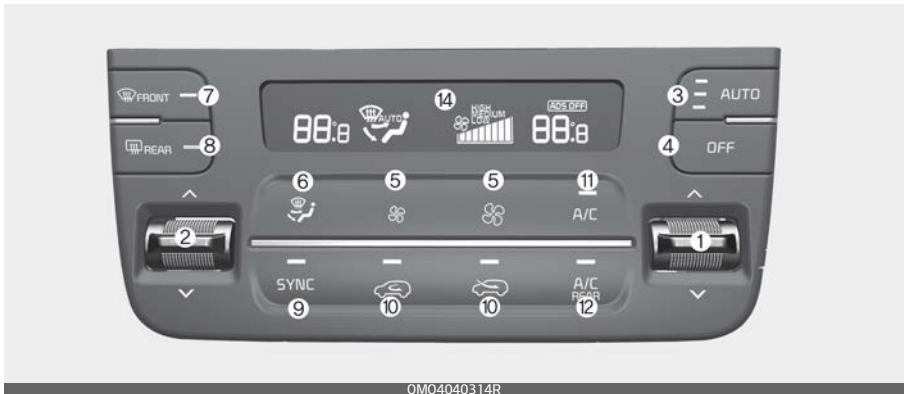 FRONT ⑦
REAR ⑧
88.8 AUTO ⑭ HIGH
MEDIUM
LOW
ADS OFF
88.8
③ AUTO
④ OFF
⑥ ⑤ ⑤ ⑪
A/C
② ①
SYNC A/C
REAR
⑨ ⑩ ⑩ ⑫
OMO4040314R